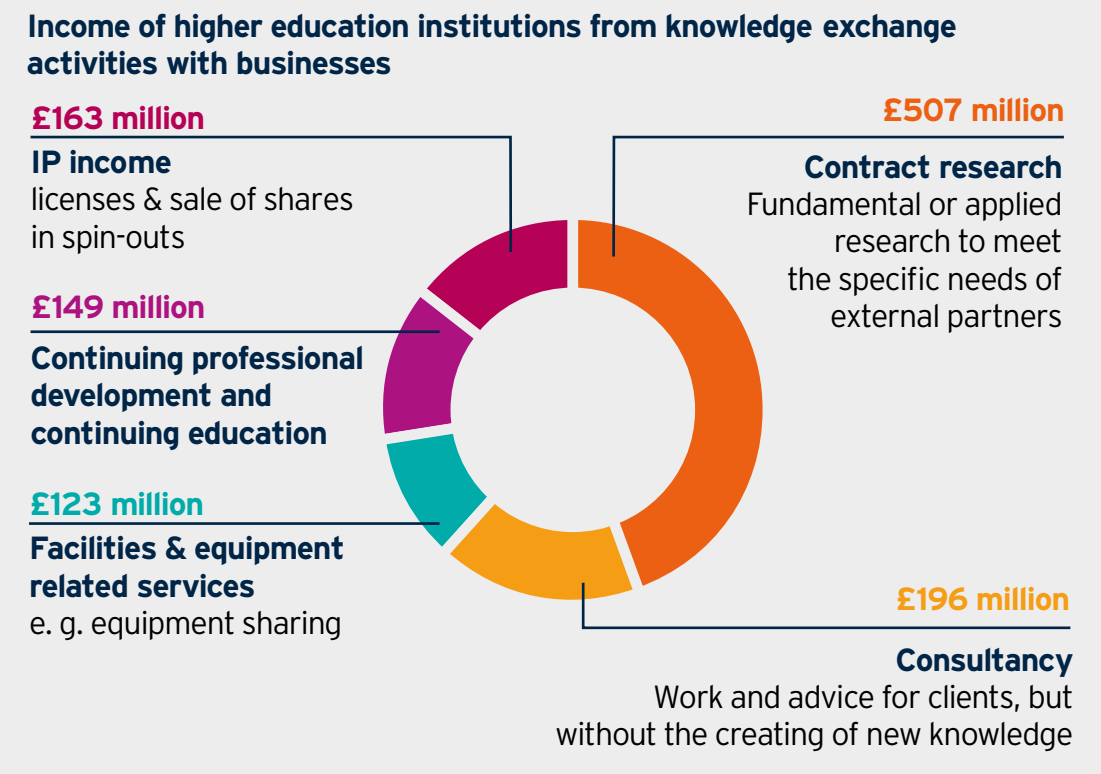 Income of higher education institutions from knowledge exchange
activities with businesses
£163 million
IP income
licenses & sale of shares
in spin-outs
£149 million
Continuing professional
development and
continuing education
£123 million
Facilities & equipment
related services
e. g. equipment sharing
£507 million
Contract research
Fundamental or applied
research to meet
the specific needs of
external partners
£196 million
Consultancy
Work and advice for clients, but
without the creating of new knowledge